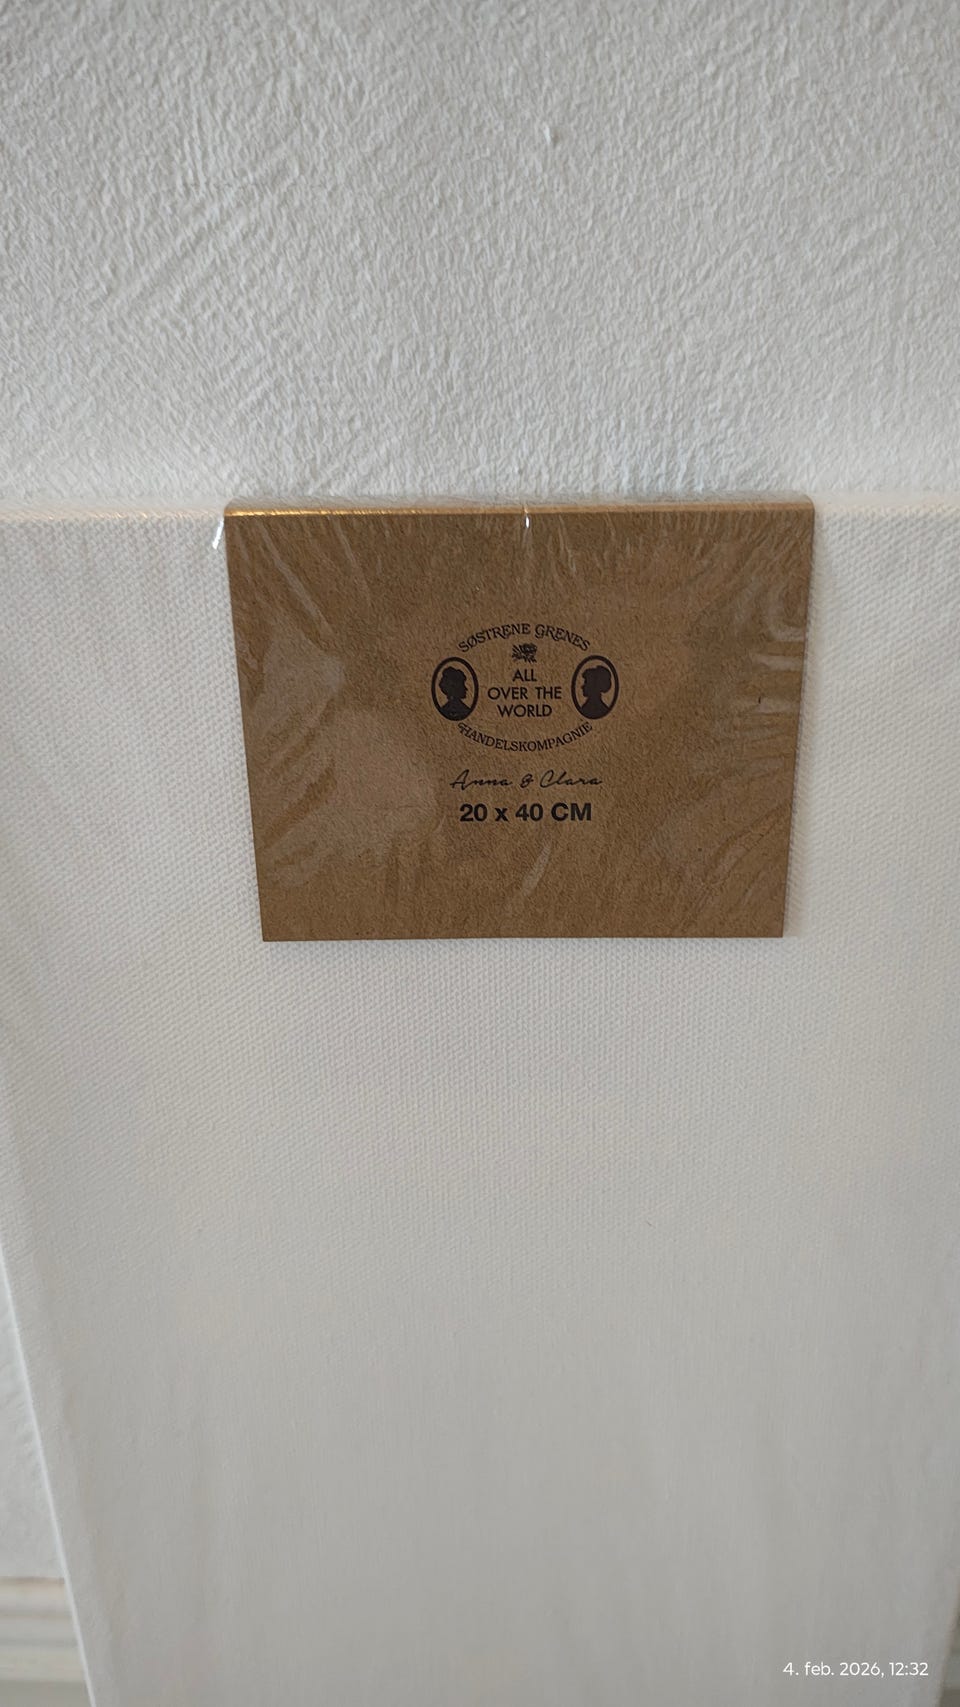 SØSTRENE GRENES
ALL
OVER THE
WORLD
HANDELSKOMPAGNIE
Anna & Clara
20 x 40 CM
4. feb. 2026, 12:32